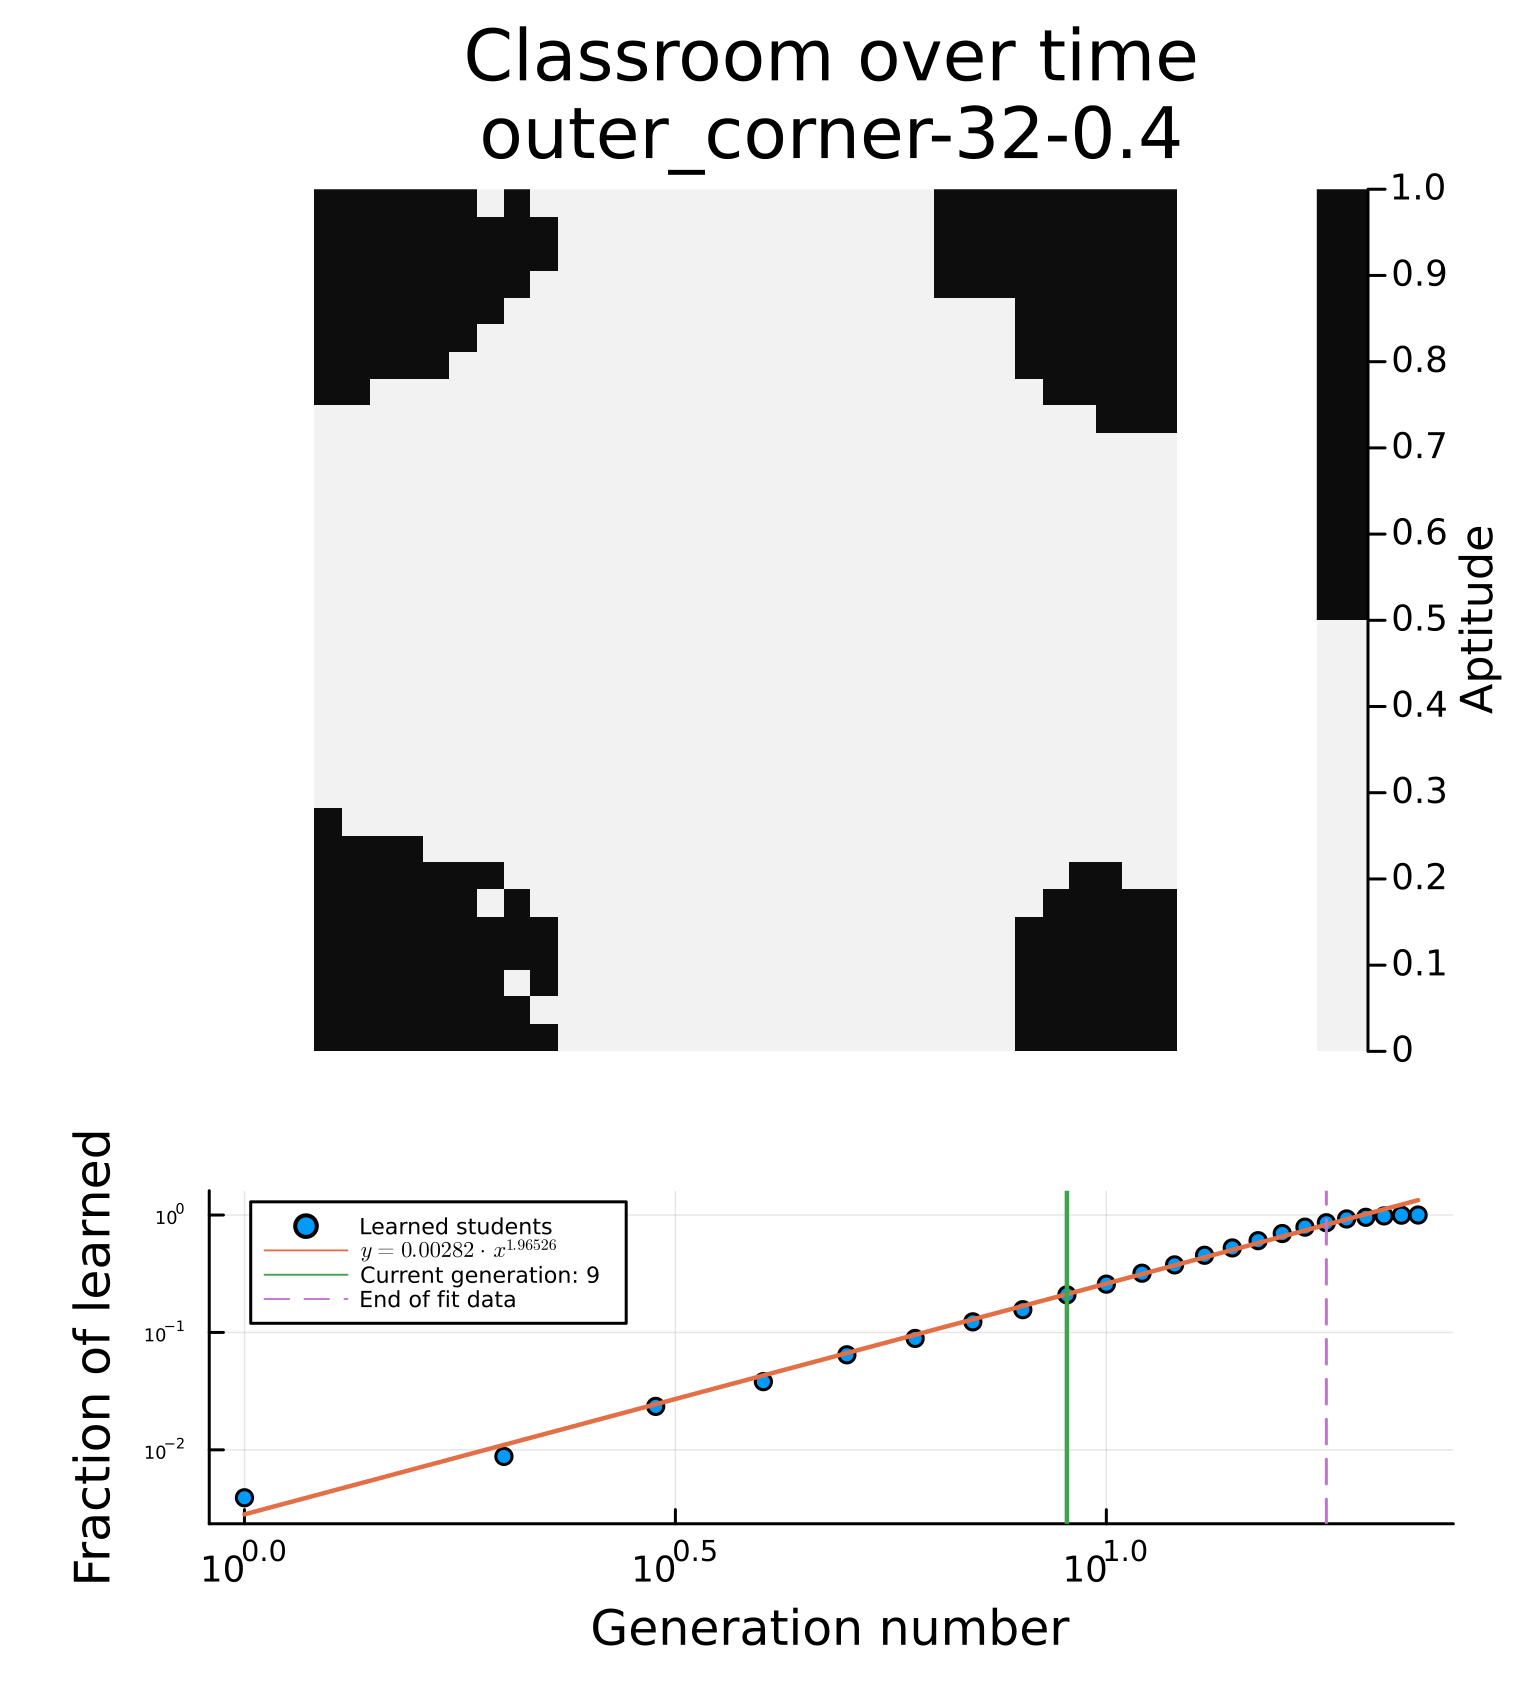 Classroom over time
outer_corner-32-0.4
1.0
0.9
0.8
0.7
0.6
0.5
0.4
0.3
0.2
0.1
0
Aptitude
Fraction of learned
10⁰
10⁻¹
10⁻²
Learned students
y = 0.00282 · x^1.96526
Current generation: 9
End of fit data
10^0.0
10^0.5
10^1.0
Generation number